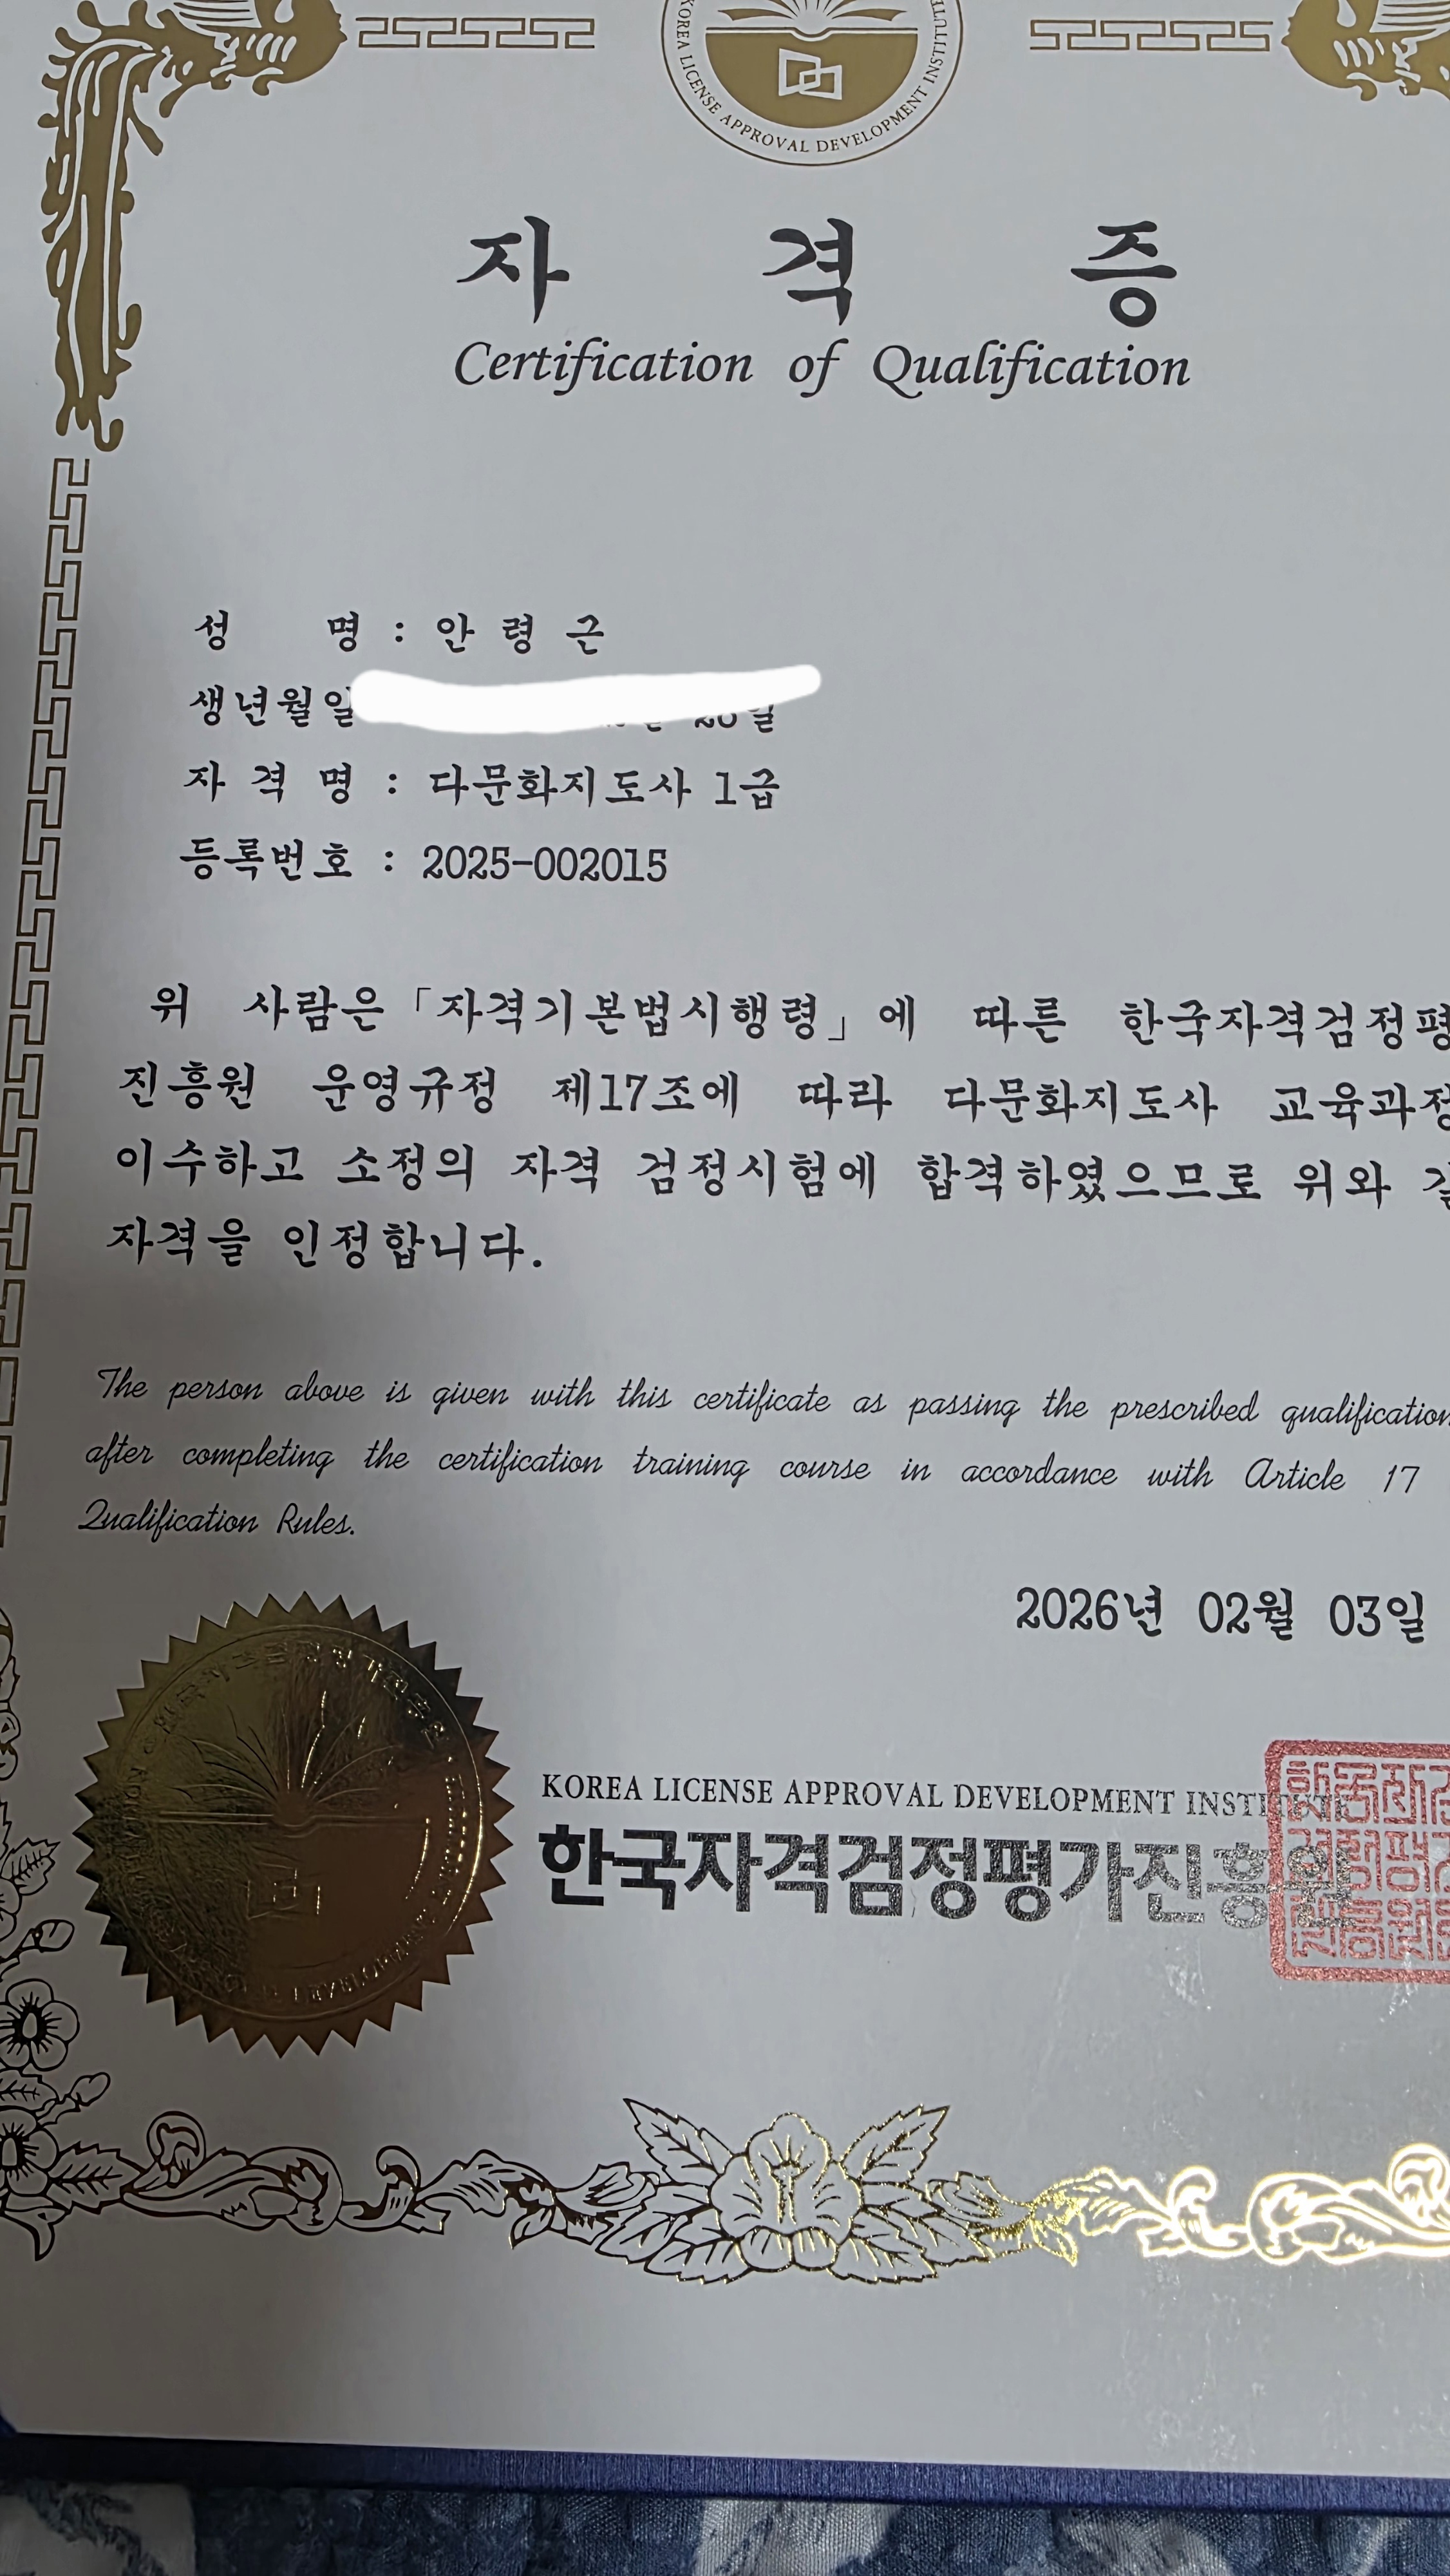 KOREA LICENSE APPROVAL DEVELOPMENT INSTITUTE
자 격 증
Certification of Qualification
성 명 : 안 령 근
생년월일
자 격 명 : 다문화지도사 1급
등록번호 : 2025-002015
위 사람은 「자격기본법시행령」에 따른 한국자격검정평
진흥원 운영규정 제17조에 따라 다문화지도사 교육과정
이수하고 소정의 자격 검정시험에 합격하였으므로 위와
자격을 인정합니다.
The person above is given with this certificate as passing the prescribed qualification
after completing the certification training course in accordance with Article 17
Qualification Rules.
2026년 02월 03일
KOREA LICENSE APPROVAL DEVELOPMENT INSTITUTE
한국자격검정평가진흥원